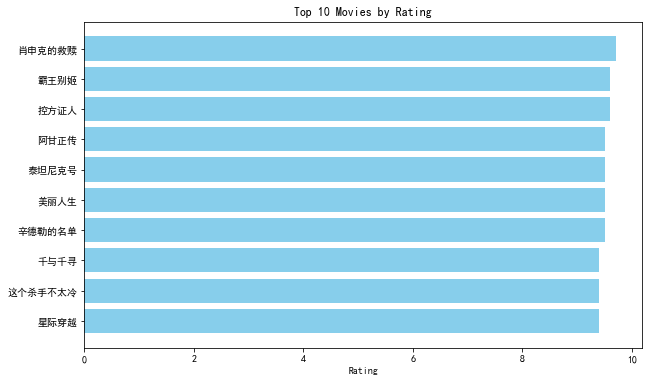 Top 10 Movies by Rating
肖申克的救赎
霸王别姬
控方证人
阿甘正传
泰坦尼克号
美丽人生
辛德勒的名单
千与千寻
这个杀手不太冷
星际穿越
0 2 4 6 8 10
Rating